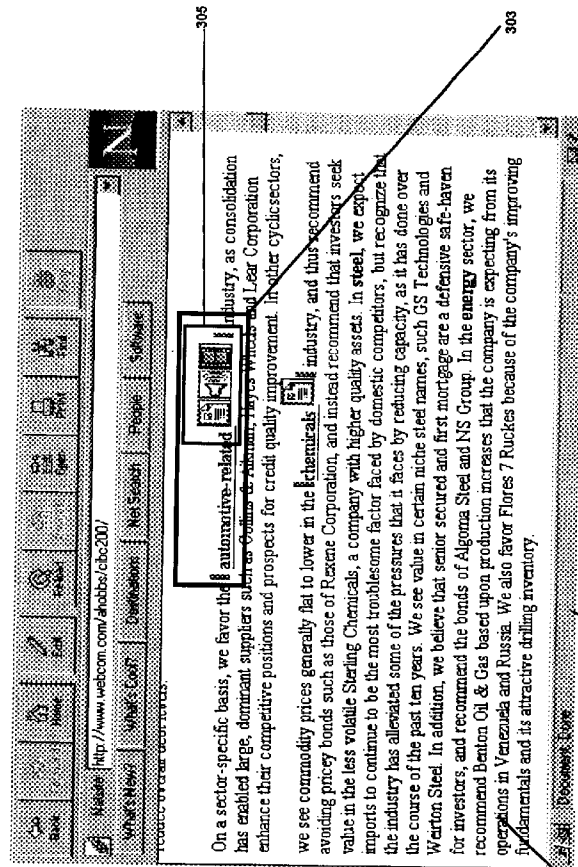 305
303
Back
Home
Edit
Reload
Open
Print
Find
N
Netsite: http://www.webcom.com/ahobbs/cibc200/
What's New? What's Cool? Destinations Net Search People Software
reduce overall debt levels.
On a sector-specific basis, we favor the automotive-related industry, as consolidation
has enabled large, dominant suppliers such as Collins & Aikman, Hayes Wheels and Lear Corporation
enhance their competitive positions and prospects for credit quality improvement. In other cyclic sectors,
we see commodity prices generally flat to lower in the chemicals industry, and thus recommend
avoiding pricey bonds such as those of Rexene Corporation, and instead recommend that investors seek
value in the less volatile Sterling Chemicals, a company with higher quality assets. In steel, we expect
imports to continue to be the most troublesome factor faced by domestic competitors, but recognize that
the industry has alleviated some of the pressures that it faces by reducing capacity, as it has done over
the course of the past ten years. We see value in certain niche steel names, such GS Technologies and
Weirton Steel. In addition, we believe that senior secured and first mortgage are a defensive safe-haven
for investors, and recommend the bonds of Algoma Steel and NS Group. In the energy sector, we
recommend Benton Oil & Gas based upon production increases that the company is expecting from its
operations in Venezuela and Russia. We also favor Flores 7 Ruckes because of the company's improving
fundamentals and its attractive drilling inventory.
Document: Done